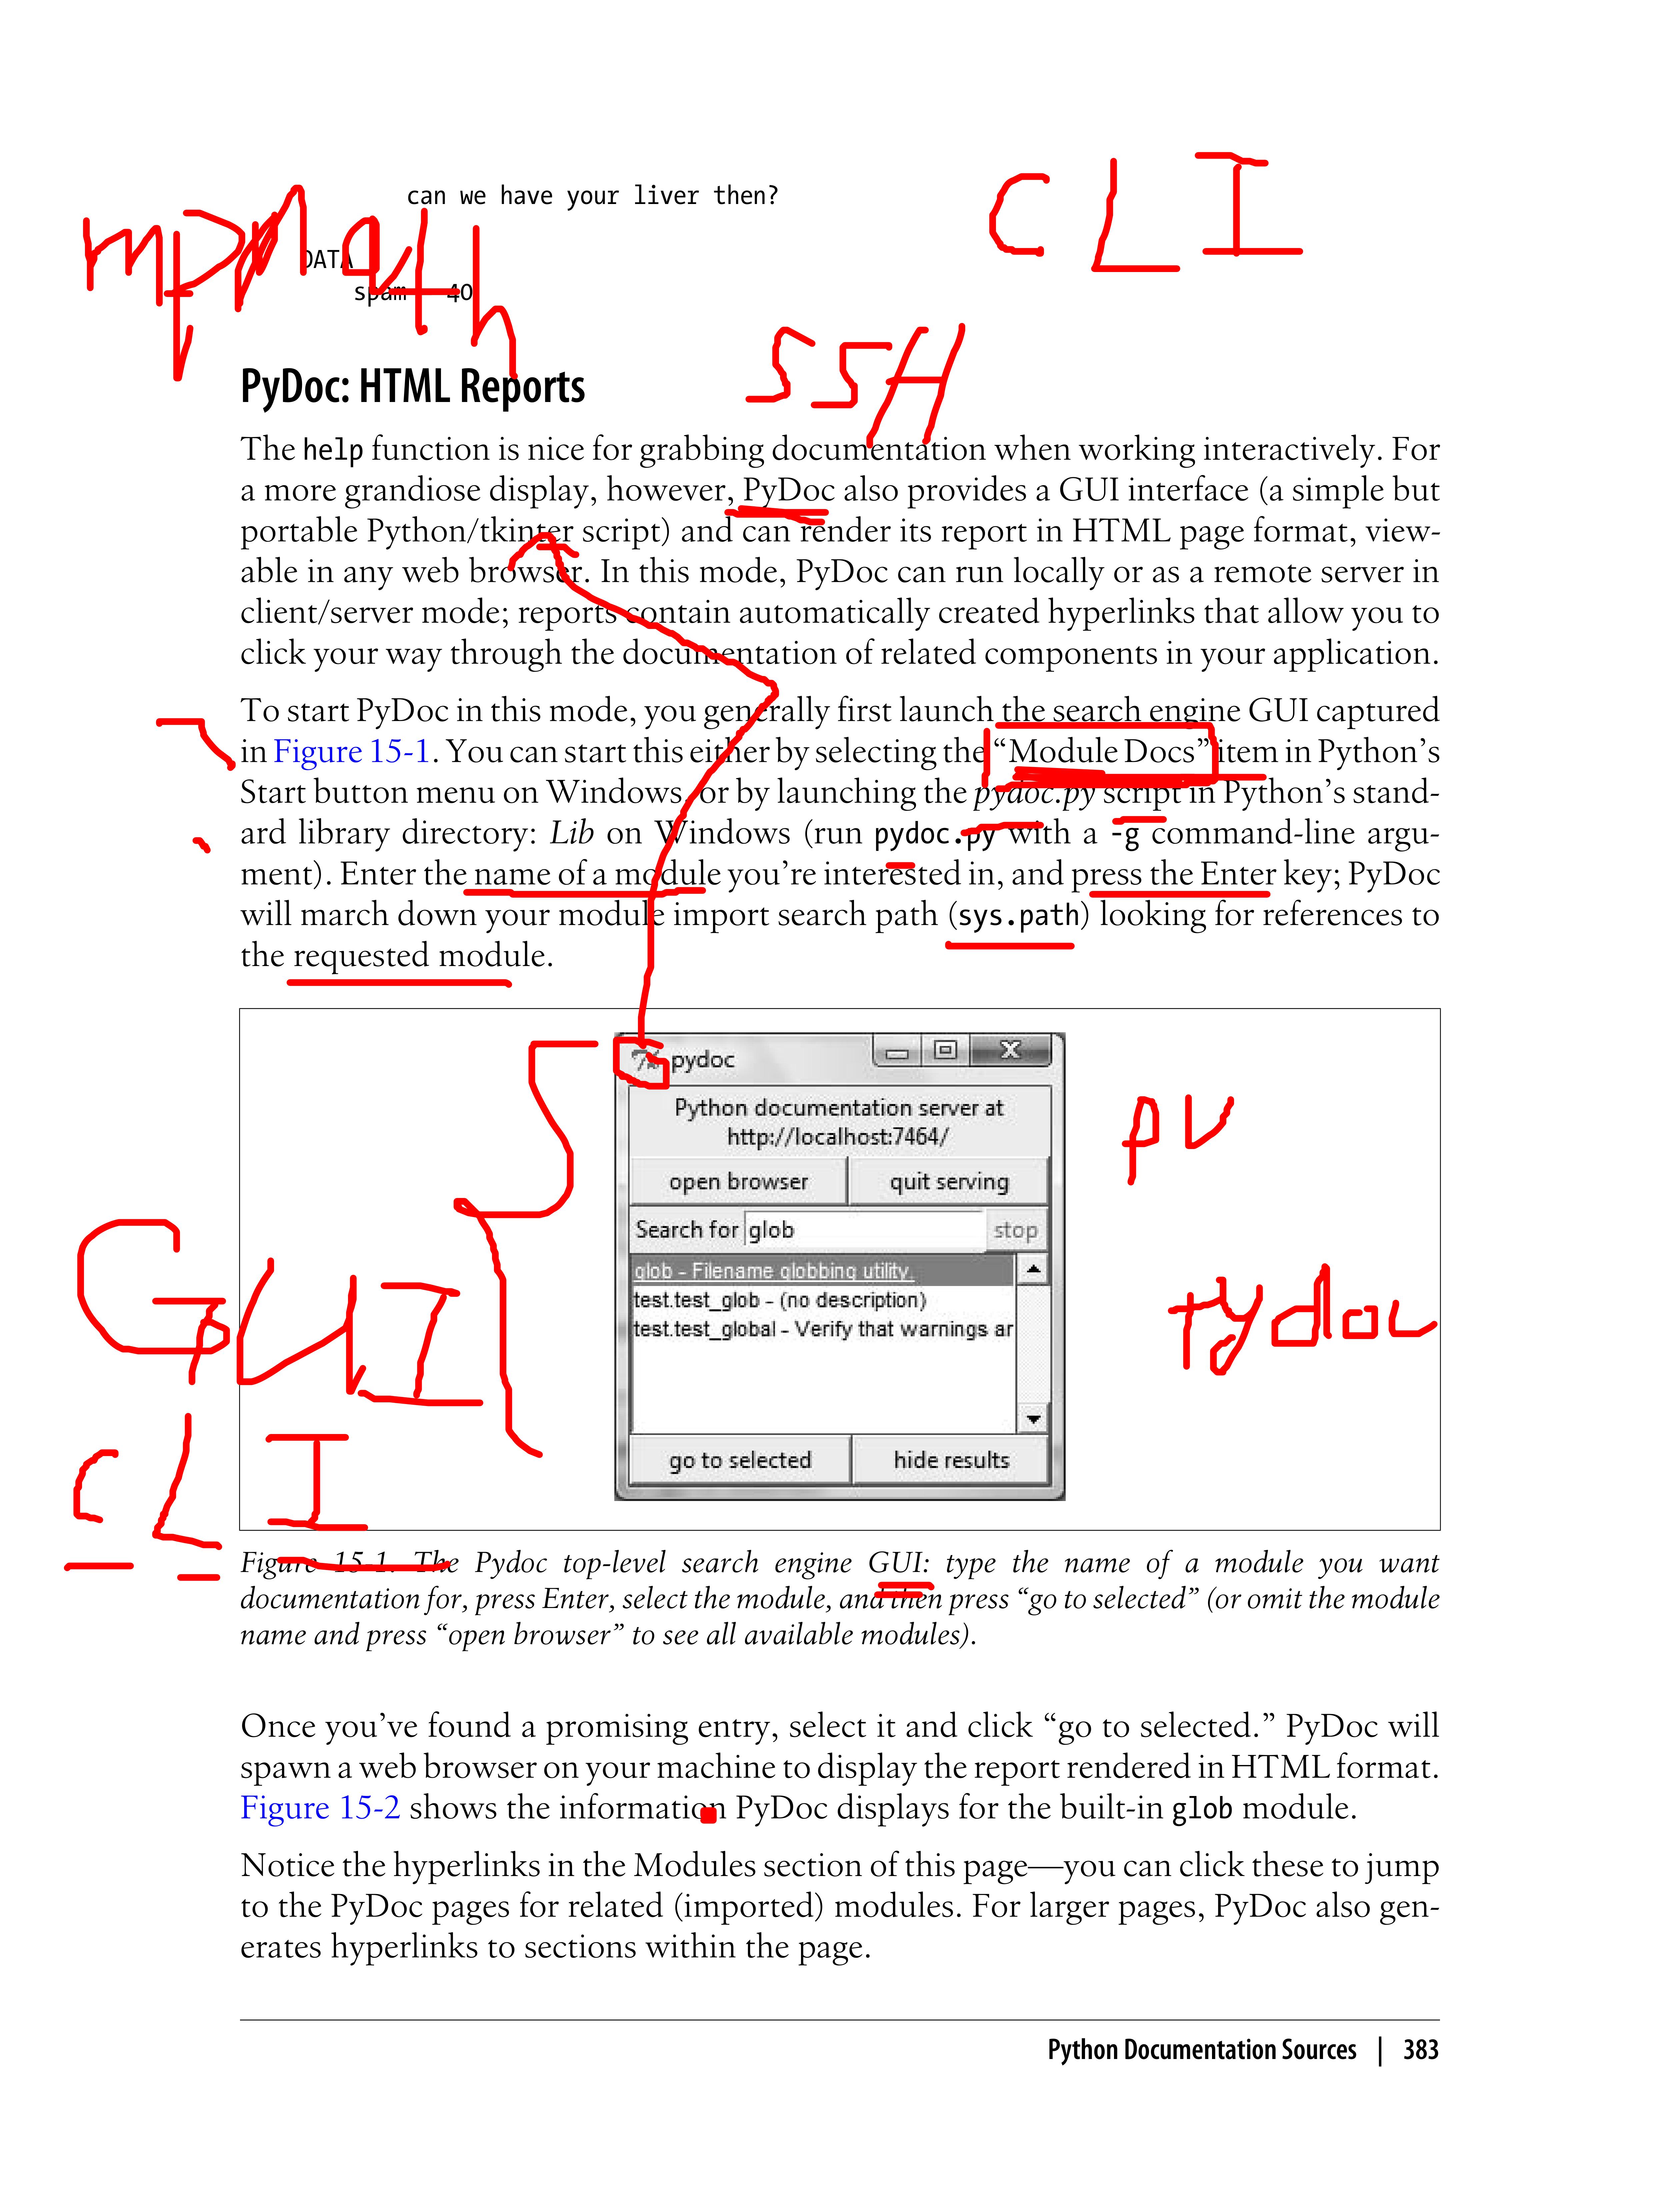 can we have your liver then?
CLI
DATA
spam = 40
SSH
PyDoc: HTML Reports
The help function is nice for grabbing documentation when working interactively. For
a more grandiose display, however, PyDoc also provides a GUI interface (a simple but
portable Python/tkinter script) and can render its report in HTML page format, view-
able in any web browser. In this mode, PyDoc can run locally or as a remote server in
client/server mode; reports contain automatically created hyperlinks that allow you to
click your way through the documentation of related components in your application.
To start PyDoc in this mode, you generally first launch the search engine GUI captured
in Figure 15-1. You can start this either by selecting the “Module Docs” item in Python’s
Start button menu on Windows, or by launching the pydoc.py script in Python’s stand-
ard library directory: Lib on Windows (run pydoc.py with a -g command-line argu-
ment). Enter the name of a module you’re interested in, and press the Enter key; PyDoc
will march down your module import search path (sys.path) looking for references to
the requested module.
pydoc
Python documentation server at
http://localhost:7464/
open browser quit serving
Search for glob stop
glob - Filename globbing utility.
test.test_glob - (no description)
test.test_global - Verify that warnings ar
go to selected hide results
GUI
CLI
Figure 15-1. The Pydoc top-level search engine GUI: type the name of a module you want
documentation for, press Enter, select the module, and then press “go to selected” (or omit the module
name and press “open browser” to see all available modules).
Once you’ve found a promising entry, select it and click “go to selected.” PyDoc will
spawn a web browser on your machine to display the report rendered in HTML format.
Figure 15-2 shows the information PyDoc displays for the built-in glob module.
Notice the hyperlinks in the Modules section of this page—you can click these to jump
to the PyDoc pages for related (imported) modules. For larger pages, PyDoc also gen-
erates hyperlinks to sections within the page.
Python Documentation Sources | 383